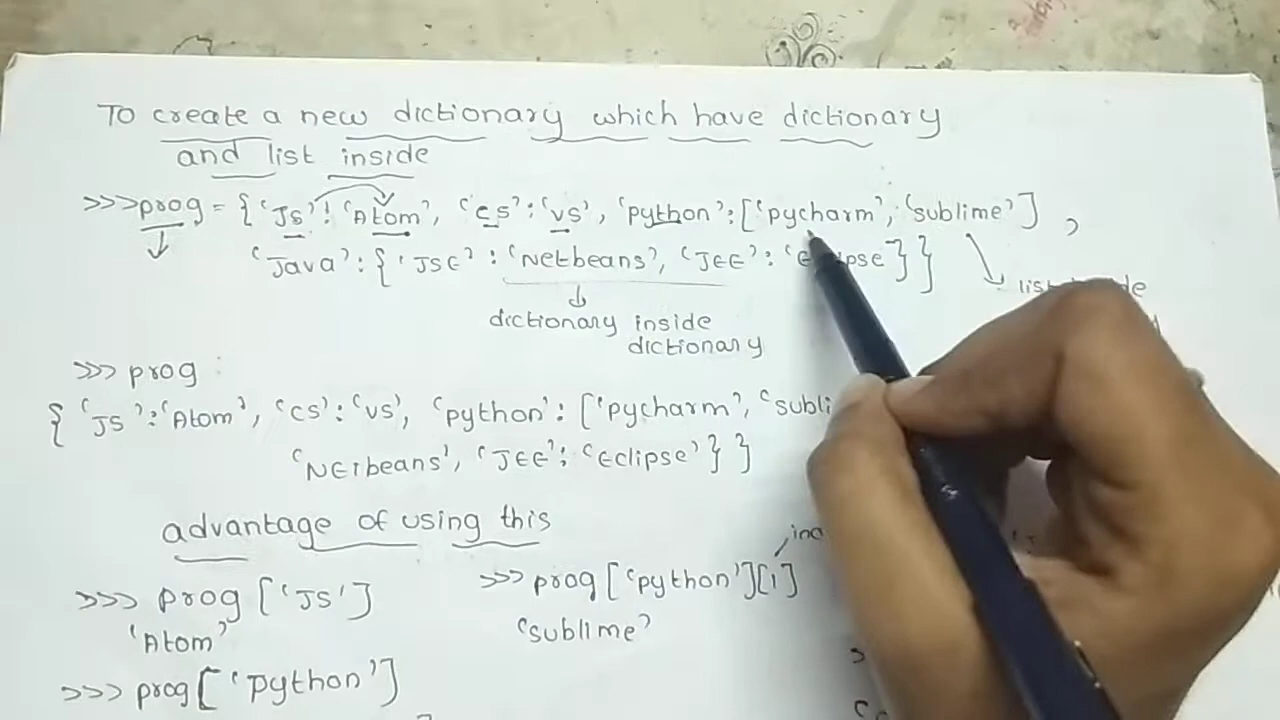 To create a new dictionary which have dictionary
and list inside
>>> prog = {'JS': 'Atom', 'CS': 'VS', 'python': ['pycharm', 'sublime'] ,
'Java': {'JSE': 'Netbeans', 'JEE': 'Eclipse'}}
list
dictionary inside
dictionary
>>> prog
{'JS': 'Atom', 'CS': 'VS', 'python': ['pycharm',
'NEtbeans', 'JEE': 'Eclipse'}}
advantage of using this
>>> prog ['JS']
'Atom'
>>> prog['python'][1]
'sublime'
>>> prog['python']